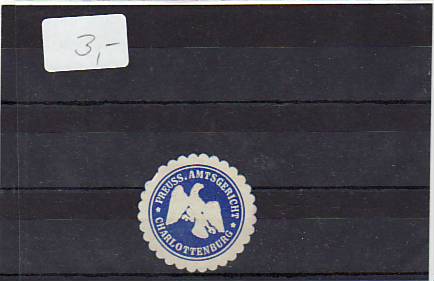 3,-
PREUSS. AMTSGERICHT
* CHARLOTTENBURG *